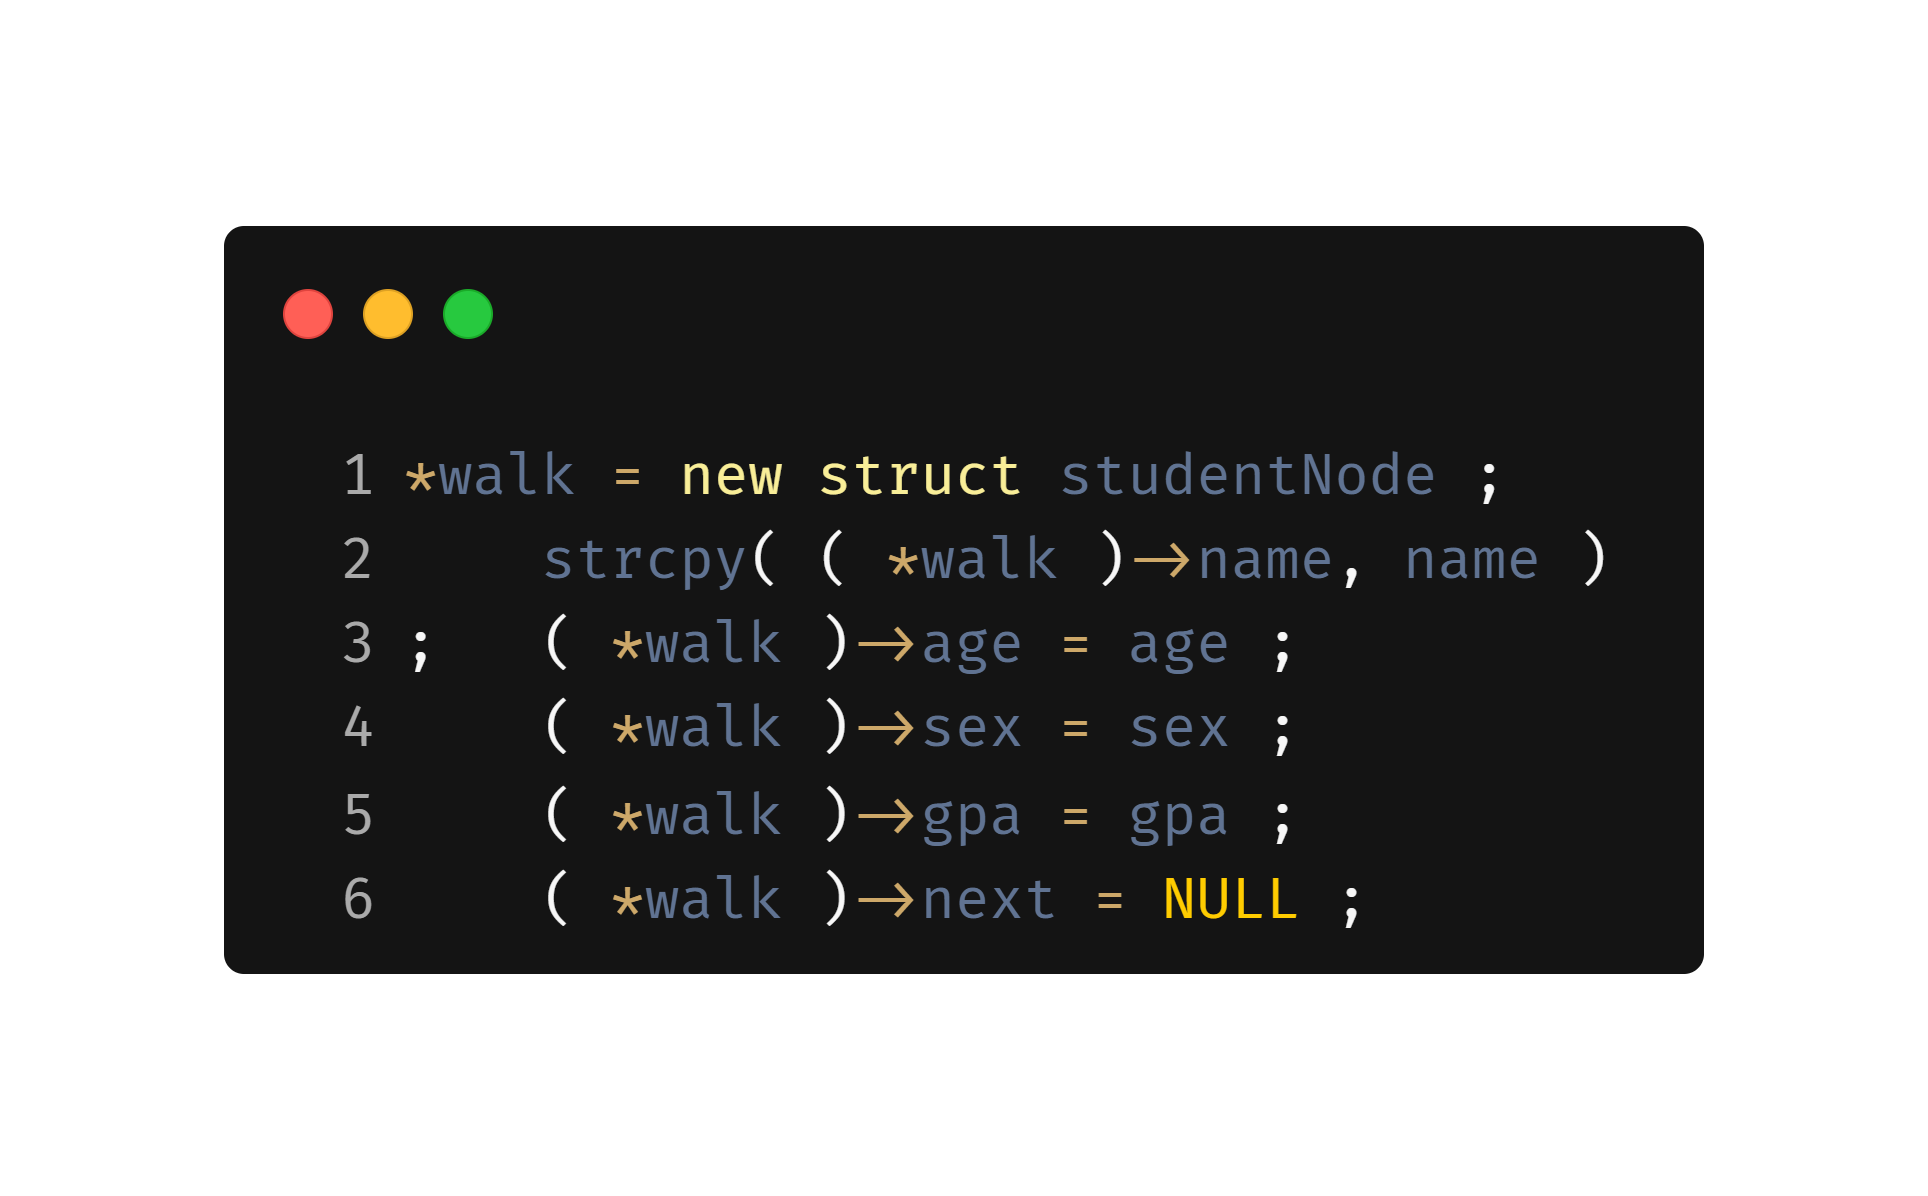 1 *walk = new struct studentNode ;
2     strcpy( ( *walk )->name, name )
3 ;   ( *walk )->age = age ;
4     ( *walk )->sex = sex ;
5     ( *walk )->gpa = gpa ;
6     ( *walk )->next = NULL ;